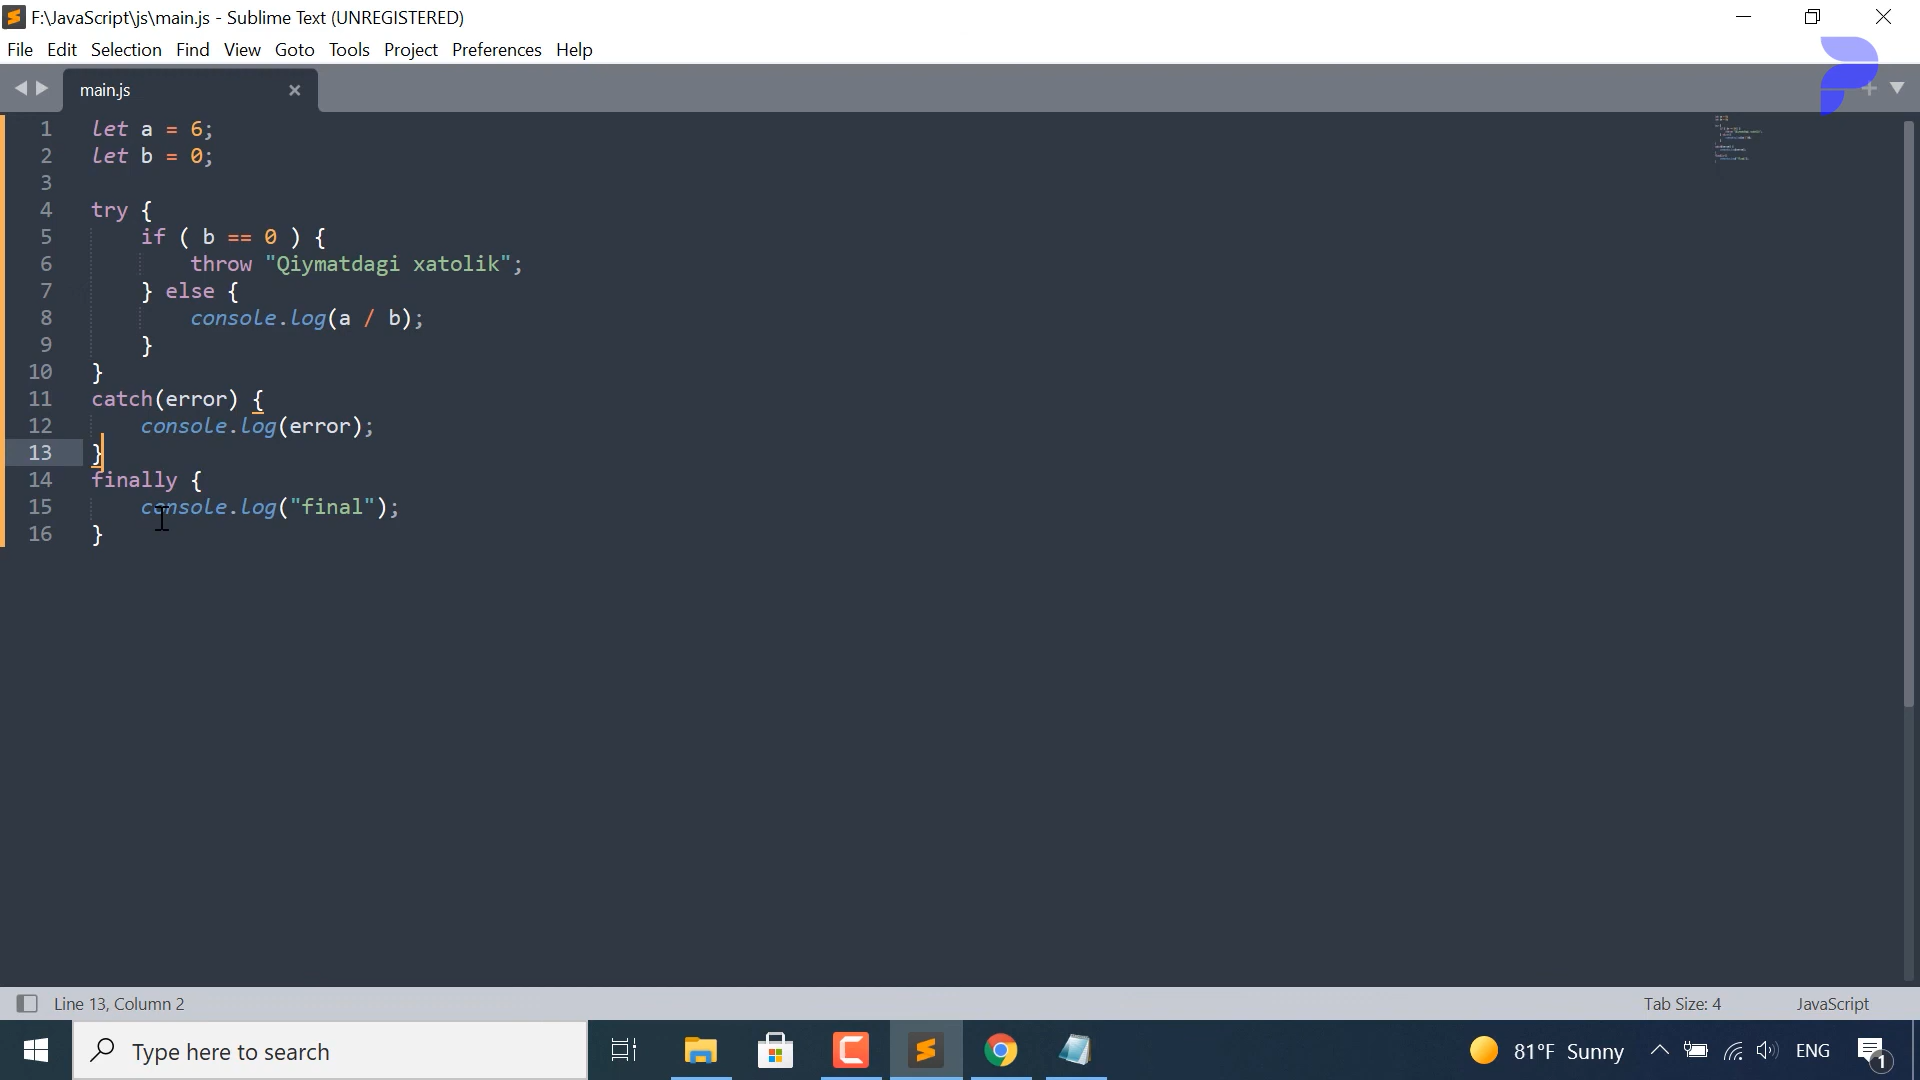 F:\JavaScript\js\main.js - Sublime Text (UNREGISTERED)
File Edit Selection Find View Goto Tools Project Preferences Help
main.js
1 let a = 6;
2 let b = 0;
3
4 try {
5 if ( b == 0 ) {
6 throw "Qiymatdagi xatolik";
7 } else {
8 console.log(a / b);
9 }
10 }
11 catch(error) {
12 console.log(error);
13 }
14 finally {
15 console.log("final");
16 }
Line 13, Column 2 Tab Size: 4 JavaScript
Type here to search 81°F Sunny ENG 1